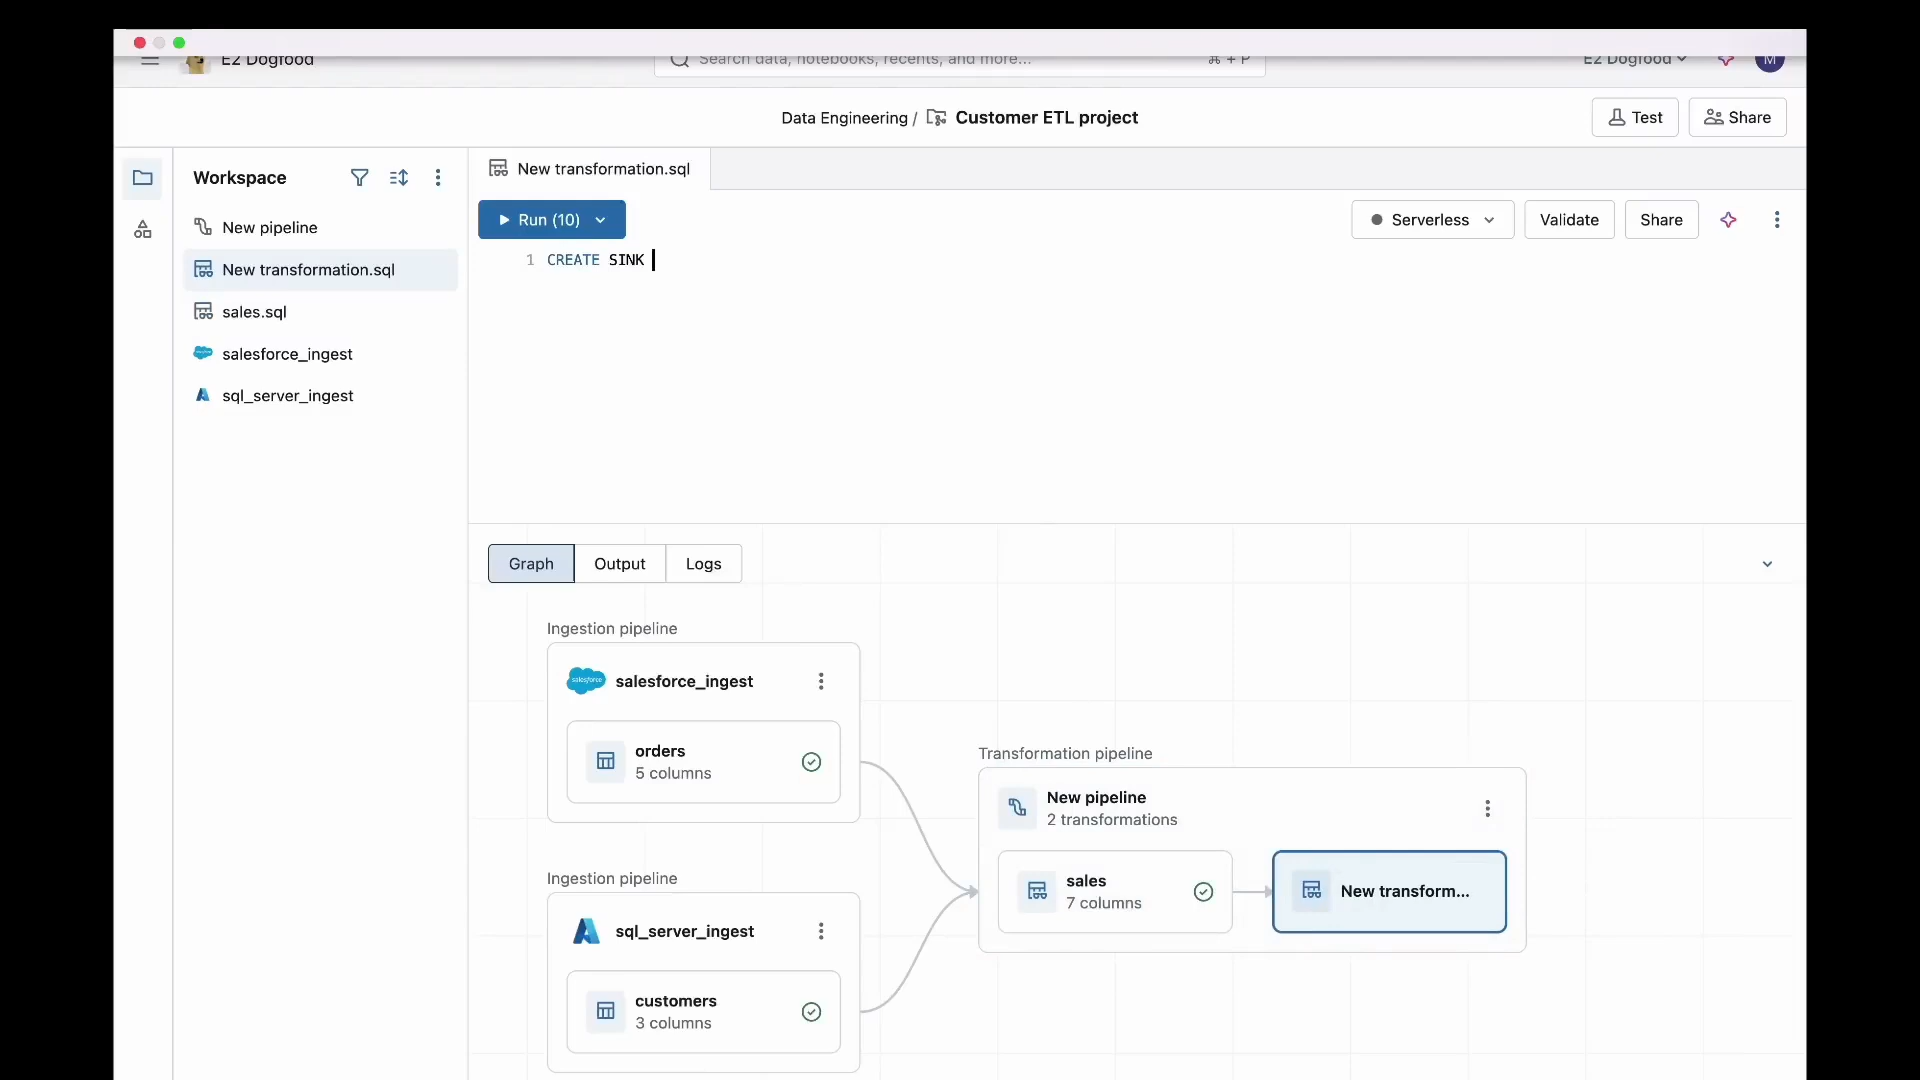 E2 Dogfood
Search data, notebooks, recents, and more...
⌘ + P
E2 Dogfood
M
Data Engineering / Customer ETL project
Test
Share
Workspace
New pipeline
New transformation.sql
sales.sql
salesforce_ingest
sql_server_ingest
New transformation.sql
Run (10)
Serverless
Validate
Share
1 CREATE SINK
Graph
Output
Logs
Ingestion pipeline
salesforce
salesforce_ingest
orders
5 columns
Ingestion pipeline
sql_server_ingest
customers
3 columns
Transformation pipeline
New pipeline
2 transformations
sales
7 columns
New transform...